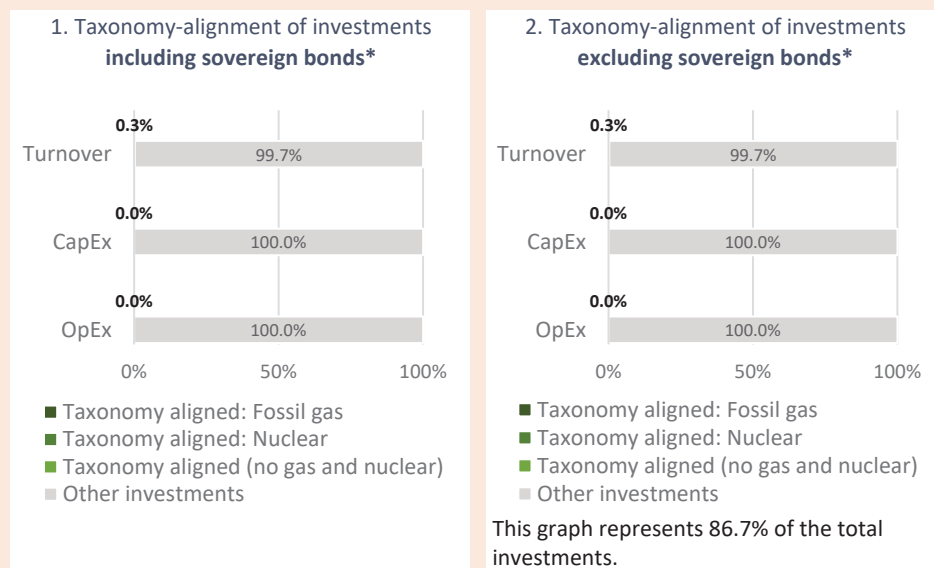 1. Taxonomy-alignment of investments
including sovereign bonds*
0.3%
Turnover
99.7%
0.0%
CapEx
100.0%
0.0%
OpEx
100.0%
0%
50%
100%
Taxonomy aligned: Fossil gas
Taxonomy aligned: Nuclear
Taxonomy aligned (no gas and nuclear)
Other investments
2. Taxonomy-alignment of investments
excluding sovereign bonds*
0.3%
Turnover
99.7%
0.0%
CapEx
100.0%
0.0%
OpEx
100.0%
0%
50%
100%
Taxonomy aligned: Fossil gas
Taxonomy aligned: Nuclear
Taxonomy aligned (no gas and nuclear)
Other investments
This graph represents 86.7% of the total
investments.